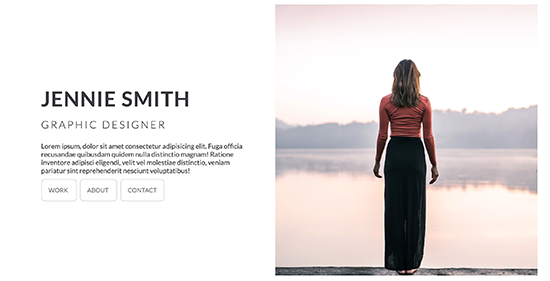 JENNIE SMITH
GRAPHIC DESIGNER
Lorem ipsum, dolor sit amet consectetur adipisicing elit. Fuga officia
recusandae quibusdam quidem nulla distinctio magnam! Ratione
inventore adipisci eligendi, velit vel molestiae distinctio, veniam
pariatur sint reprehenderit nesciunt voluptatibus!
WORK ABOUT CONTACT